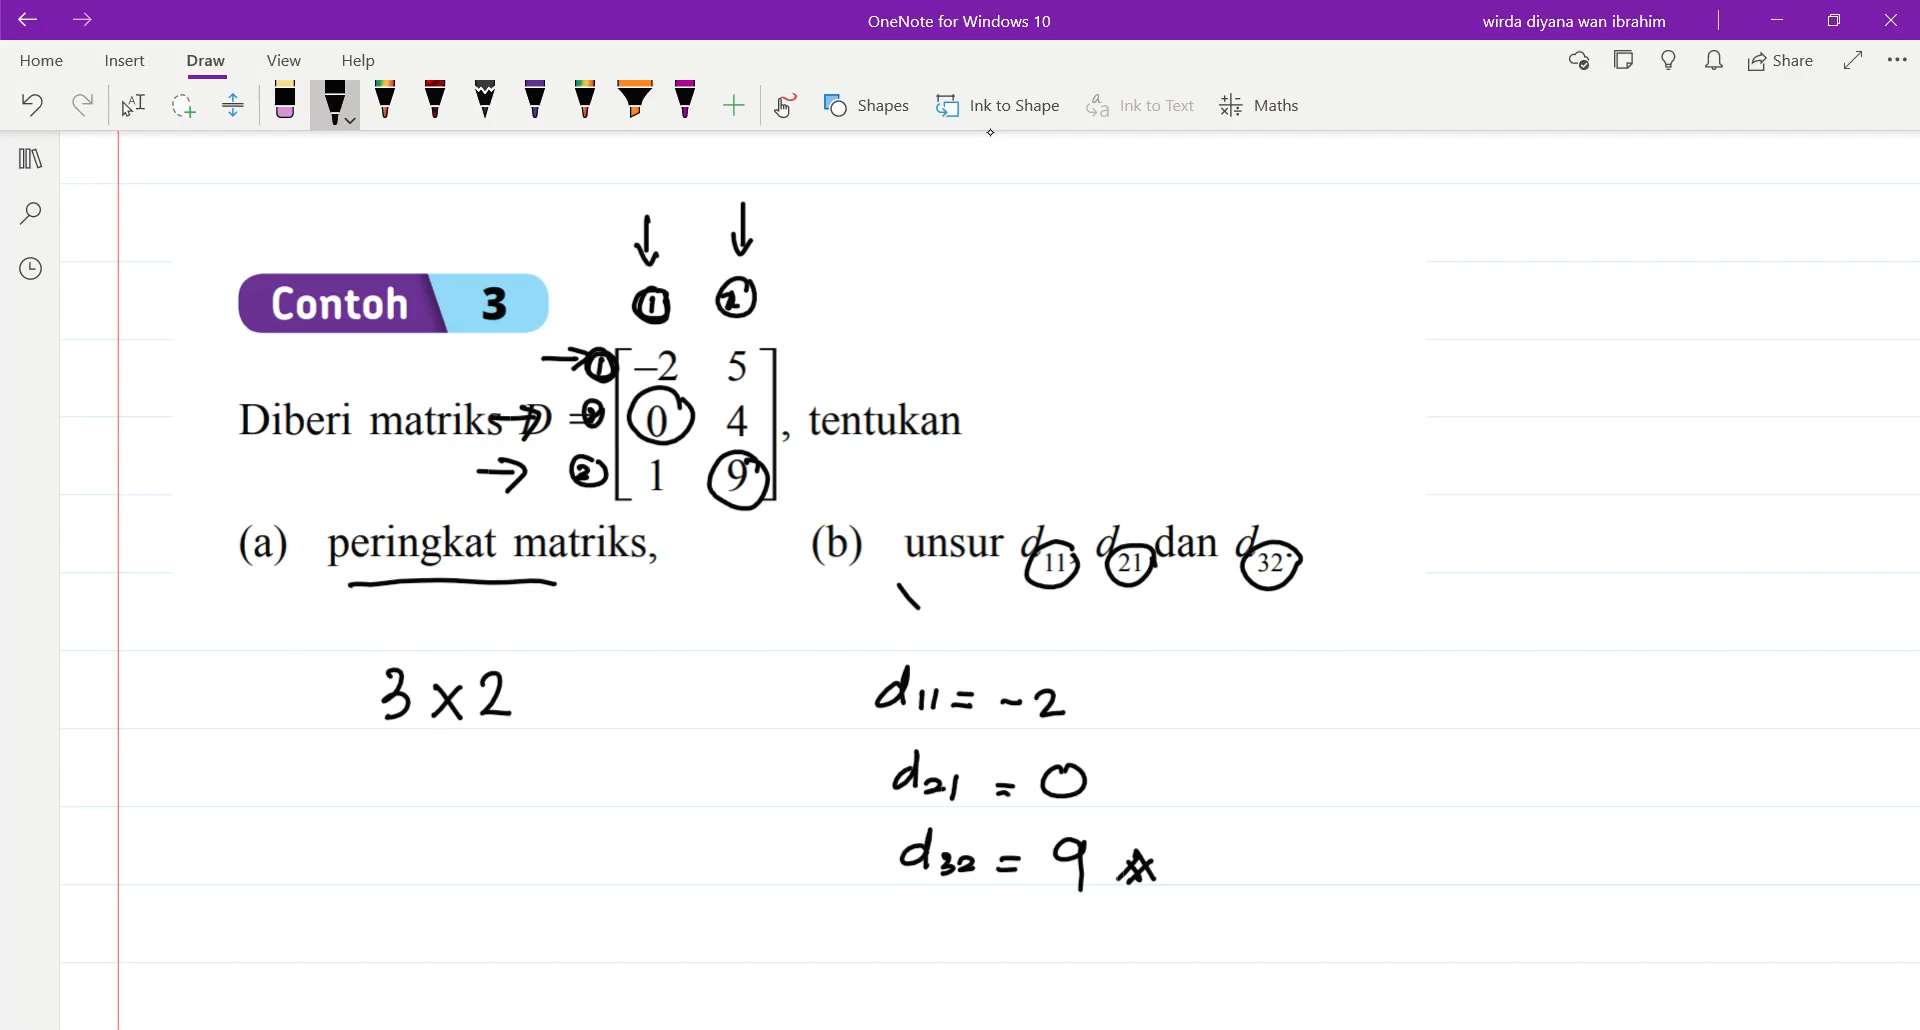 OneNote for Windows 10
wirda diyana wan ibrahim
Home Insert Draw View Help
Share
Shapes
Ink to Shape
Ink to Text
Maths
1 2
Contoh 3
1 −2 5
Diberi matriks D = 2 0 4 , tentukan
1 9
(a) peringkat matriks, (b) unsur d11, d21 dan d32.
3 × 2
d11 = -2
d21 = 0
d32 = 9